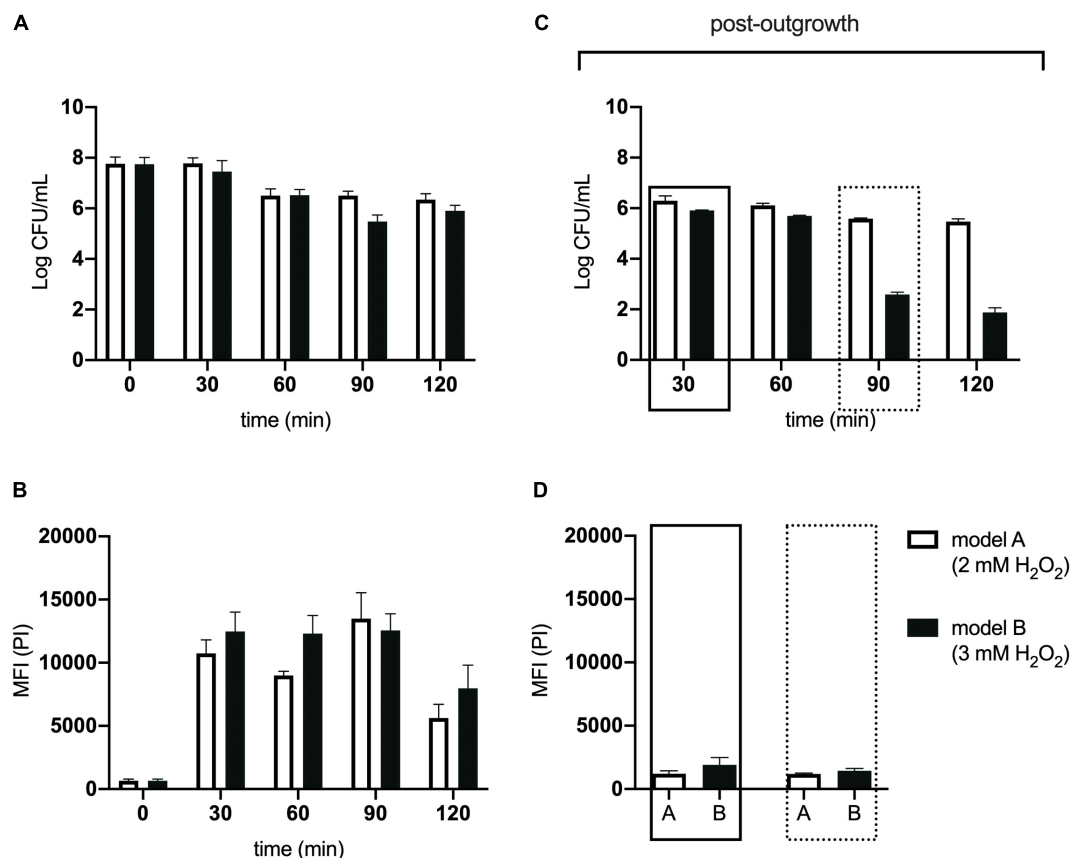 A
Log CFU/mL
10
8
6
4
2
0
0 30 60 90 120
time (min)
C
post-outgrowth
Log CFU/mL
10
8
6
4
2
0
30 60 90 120
time (min)
B
MFI (PI)
20000
15000
10000
5000
0
0 30 60 90 120
time (min)
D
MFI (PI)
20000
15000
10000
5000
0
A B A B
model A
(2 mM H₂O₂)
model B
(3 mM H₂O₂)